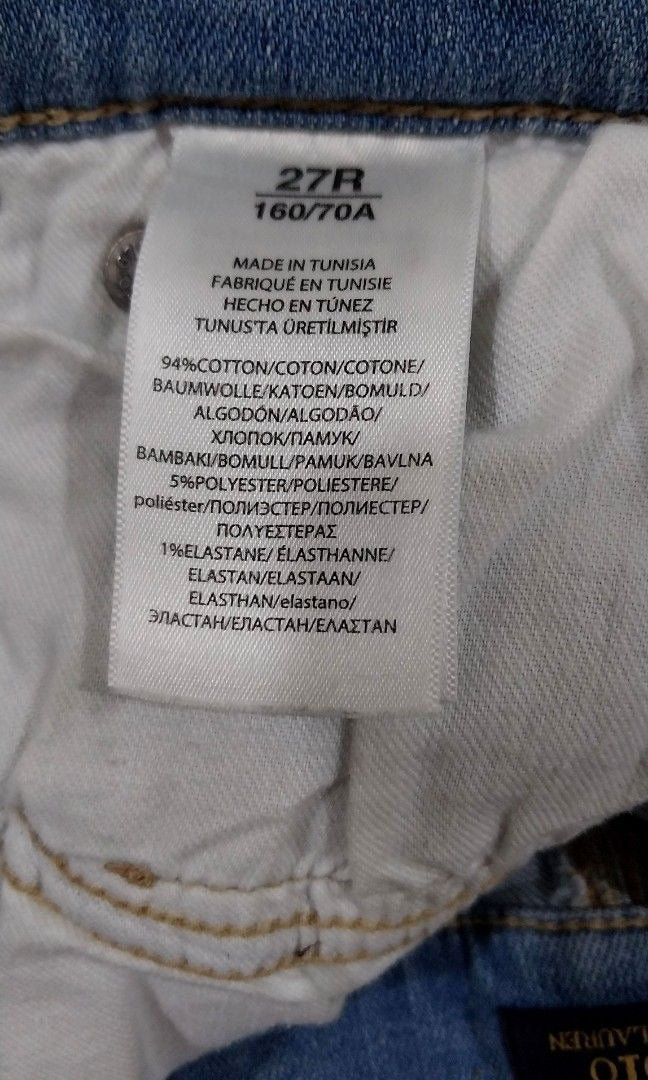 27R
160/70A
MADE IN TUNISIA
FABRIQUÉ EN TUNISIE
HECHO EN TÚNEZ
TUNUS'TA ÜRETİLMİŞTİR
94%COTTON/COTON/COTONE/
BAUMWOLLE/KATOEN/BOMULD/
ALGODÓN/ALGODÃO/
ХЛОПОК/ПАМУК/
BAMBAKI/BOMULL/PAMUK/BAVLNA
5%POLYESTER/POLIESTERE/
poliéster/ПОЛИЭСТЕР/ПОЛИЕСТЕР/
ΠΟΛΥΕΣΤΕΡΑΣ
1%ELASTANE/ ÉLASTHANNE/
ELASTAN/ELASTAAN/
ELASTHAN/elastano/
ЭЛАСТАН/ЕЛАСТАН/ΕΛΑΣΤΑΝ
LAUREN